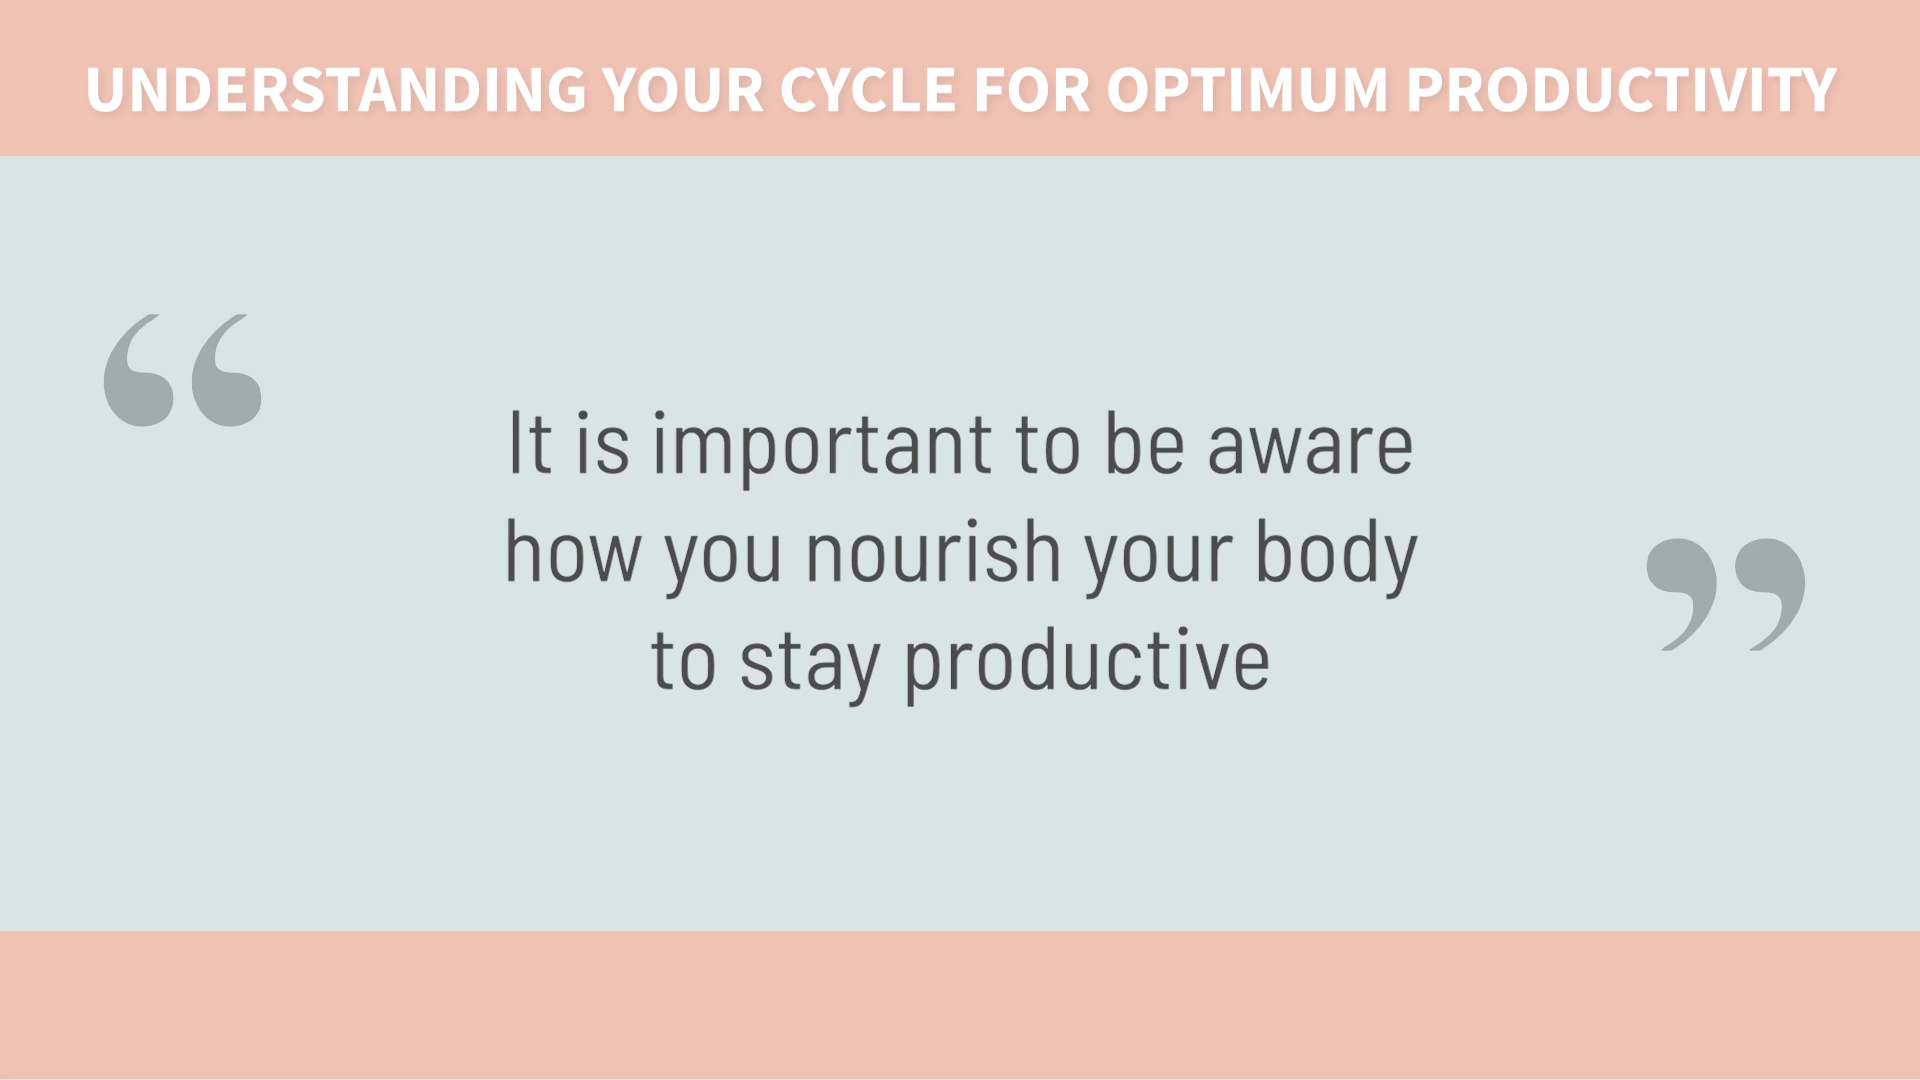 UNDERSTANDING YOUR CYCLE FOR OPTIMUM PRODUCTIVITY
“
It is important to be aware
how you nourish your body
to stay productive
”